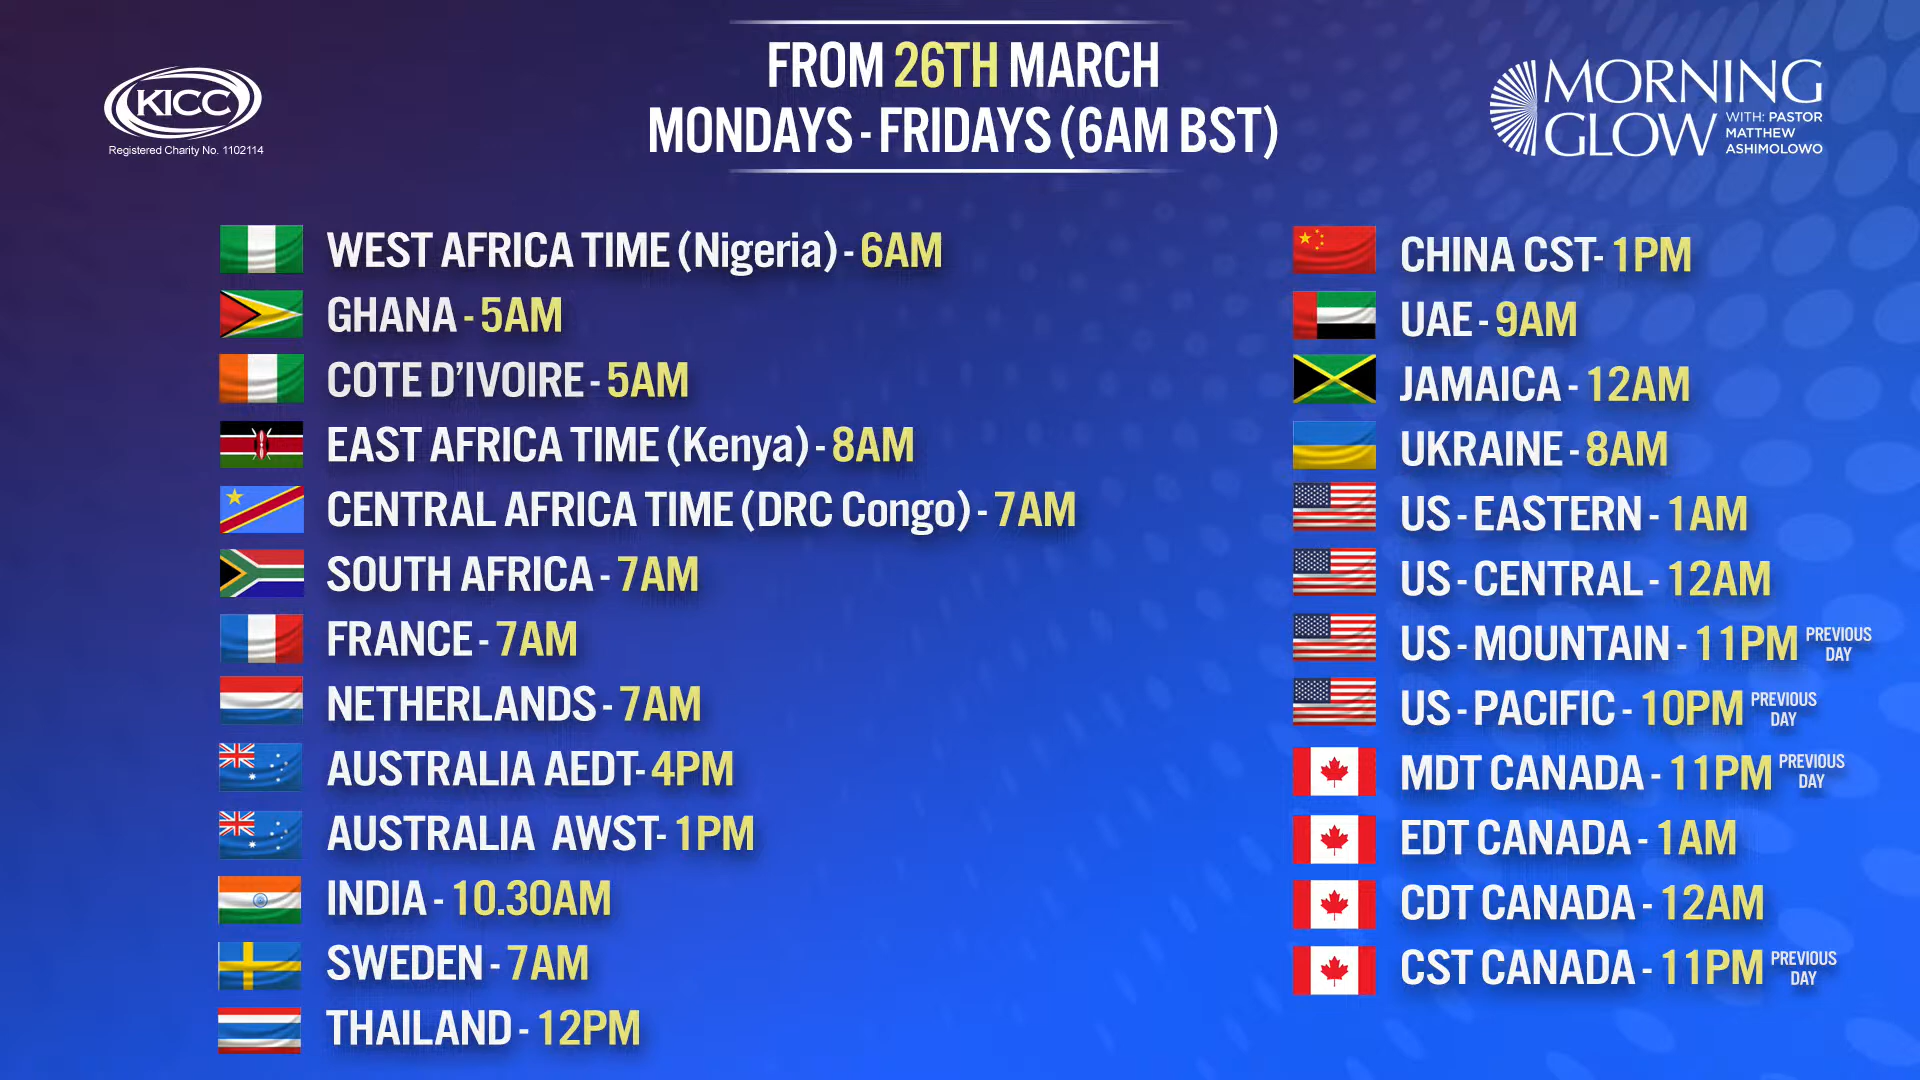 KICC
Registered Charity No. 1102114
FROM 26TH MARCH
MONDAYS - FRIDAYS (6AM BST)
MORNING
GLOW
WITH: PASTOR
MATTHEW
ASHIMOLOWO
WEST AFRICA TIME (Nigeria) - 6AM
GHANA - 5AM
COTE D'IVOIRE - 5AM
EAST AFRICA TIME (Kenya) - 8AM
CENTRAL AFRICA TIME (DRC Congo) - 7AM
SOUTH AFRICA - 7AM
FRANCE - 7AM
NETHERLANDS - 7AM
AUSTRALIA AEDT- 4PM
AUSTRALIA AWST- 1PM
INDIA - 10.30AM
SWEDEN - 7AM
THAILAND - 12PM
CHINA CST- 1PM
UAE - 9AM
JAMAICA - 12AM
UKRAINE - 8AM
US - EASTERN - 1AM
US - CENTRAL - 12AM
US - MOUNTAIN - 11PM PREVIOUS DAY
US - PACIFIC - 10PM PREVIOUS DAY
MDT CANADA - 11PM PREVIOUS DAY
EDT CANADA - 1AM
CDT CANADA - 12AM
CST CANADA - 11PM PREVIOUS DAY